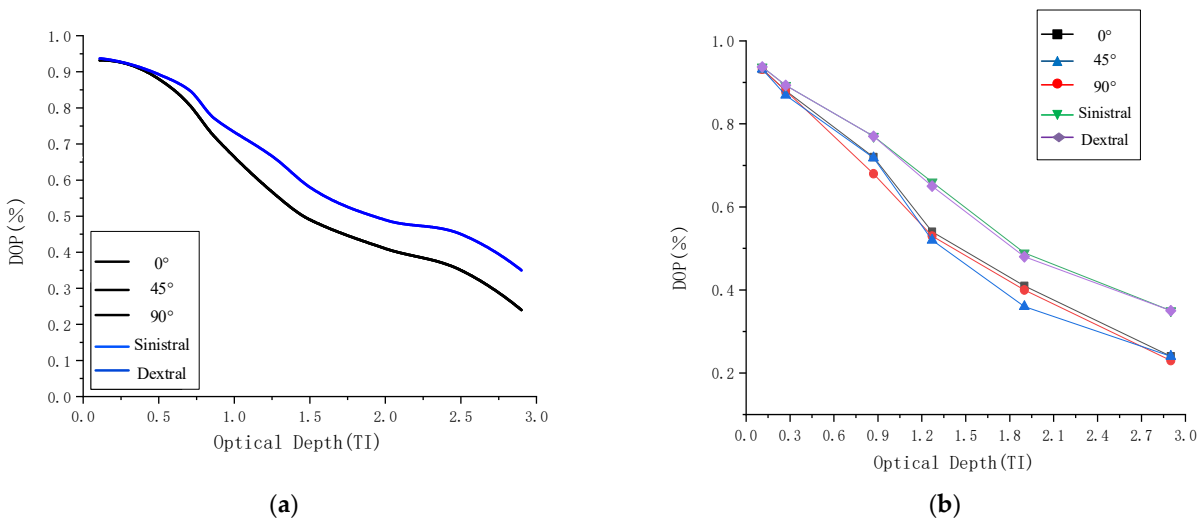 1.0
0.9
0.8
0.7
0.6
0.5
0.4
0.3
0.2
0.1
0.0
DOP(%)
0°
45°
90°
Sinistral
Dextral
0.0 0.5 1.0 1.5 2.0 2.5 3.0
Optical Depth(TI)
(a)
0°
45°
90°
Sinistral
Dextral
1.0
0.8
0.6
0.4
0.2
DOP(%)
0.0 0.3 0.6 0.9 1.2 1.5 1.8 2.1 2.4 2.7 3.0
Optical Depth(TI)
(b)